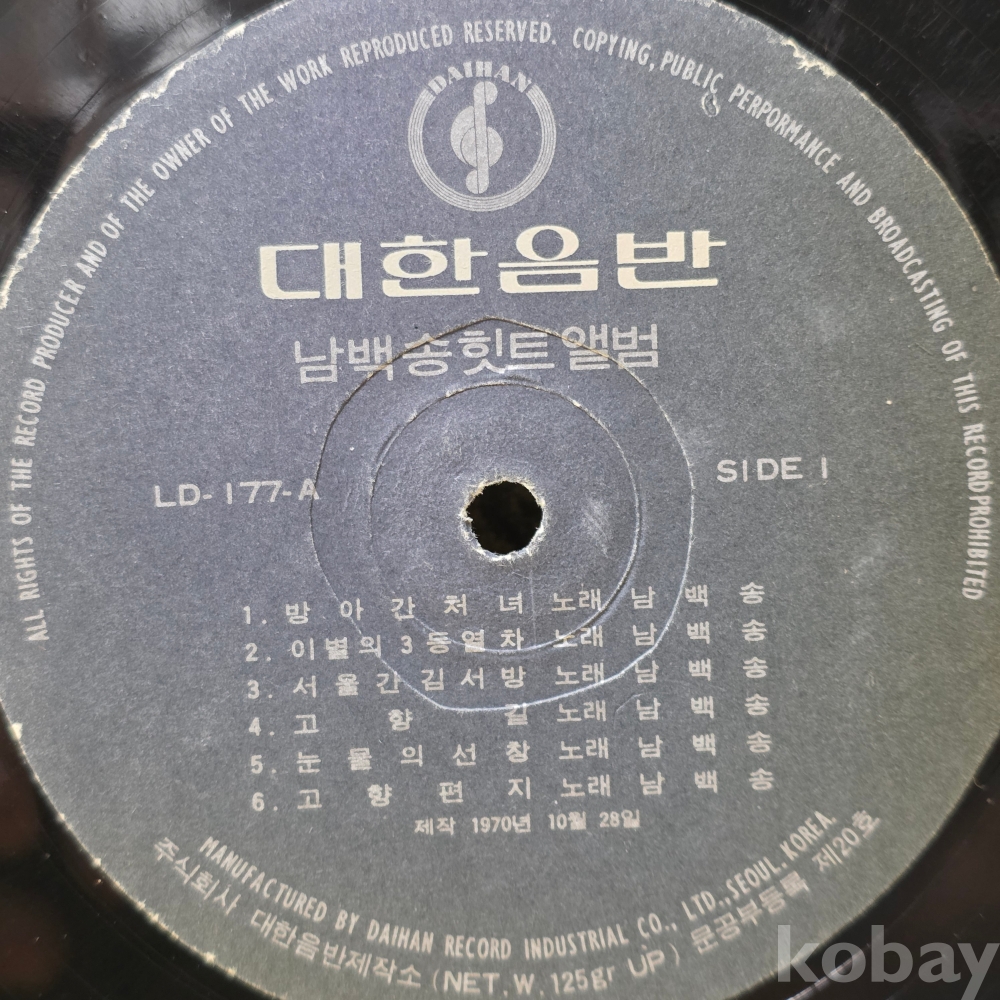 ALL RIGHTS OF THE RECORD PRODUCER AND OF THE OWNER OF THE WORK REPRODUCED RESERVED. COPYING, PUBLIC PERPORMANCE AND BROADCASTING OF THIS RECORD PROHIBITED
DAIHAN
대한음반
남백송 힛트앨범
LD-177-A
SIDE 1
1. 방아간처녀 노래 남백송
2. 이별의 3동열차 노래 남백송
3. 서울간김서방 노래 남백송
4. 고향길 노래 남백송
5. 눈물의선창 노래 남백송
6. 고향편지 노래 남백송
제작 1970년 10월 28일
MANUFACTURED BY DAIHAN RECORD INDUSTRIAL CO., LTD., SEOUL, KOREA.
주식회사 대한음반제작소 (NET. W. 125gr UP) 문공부등록 제20호
kobay